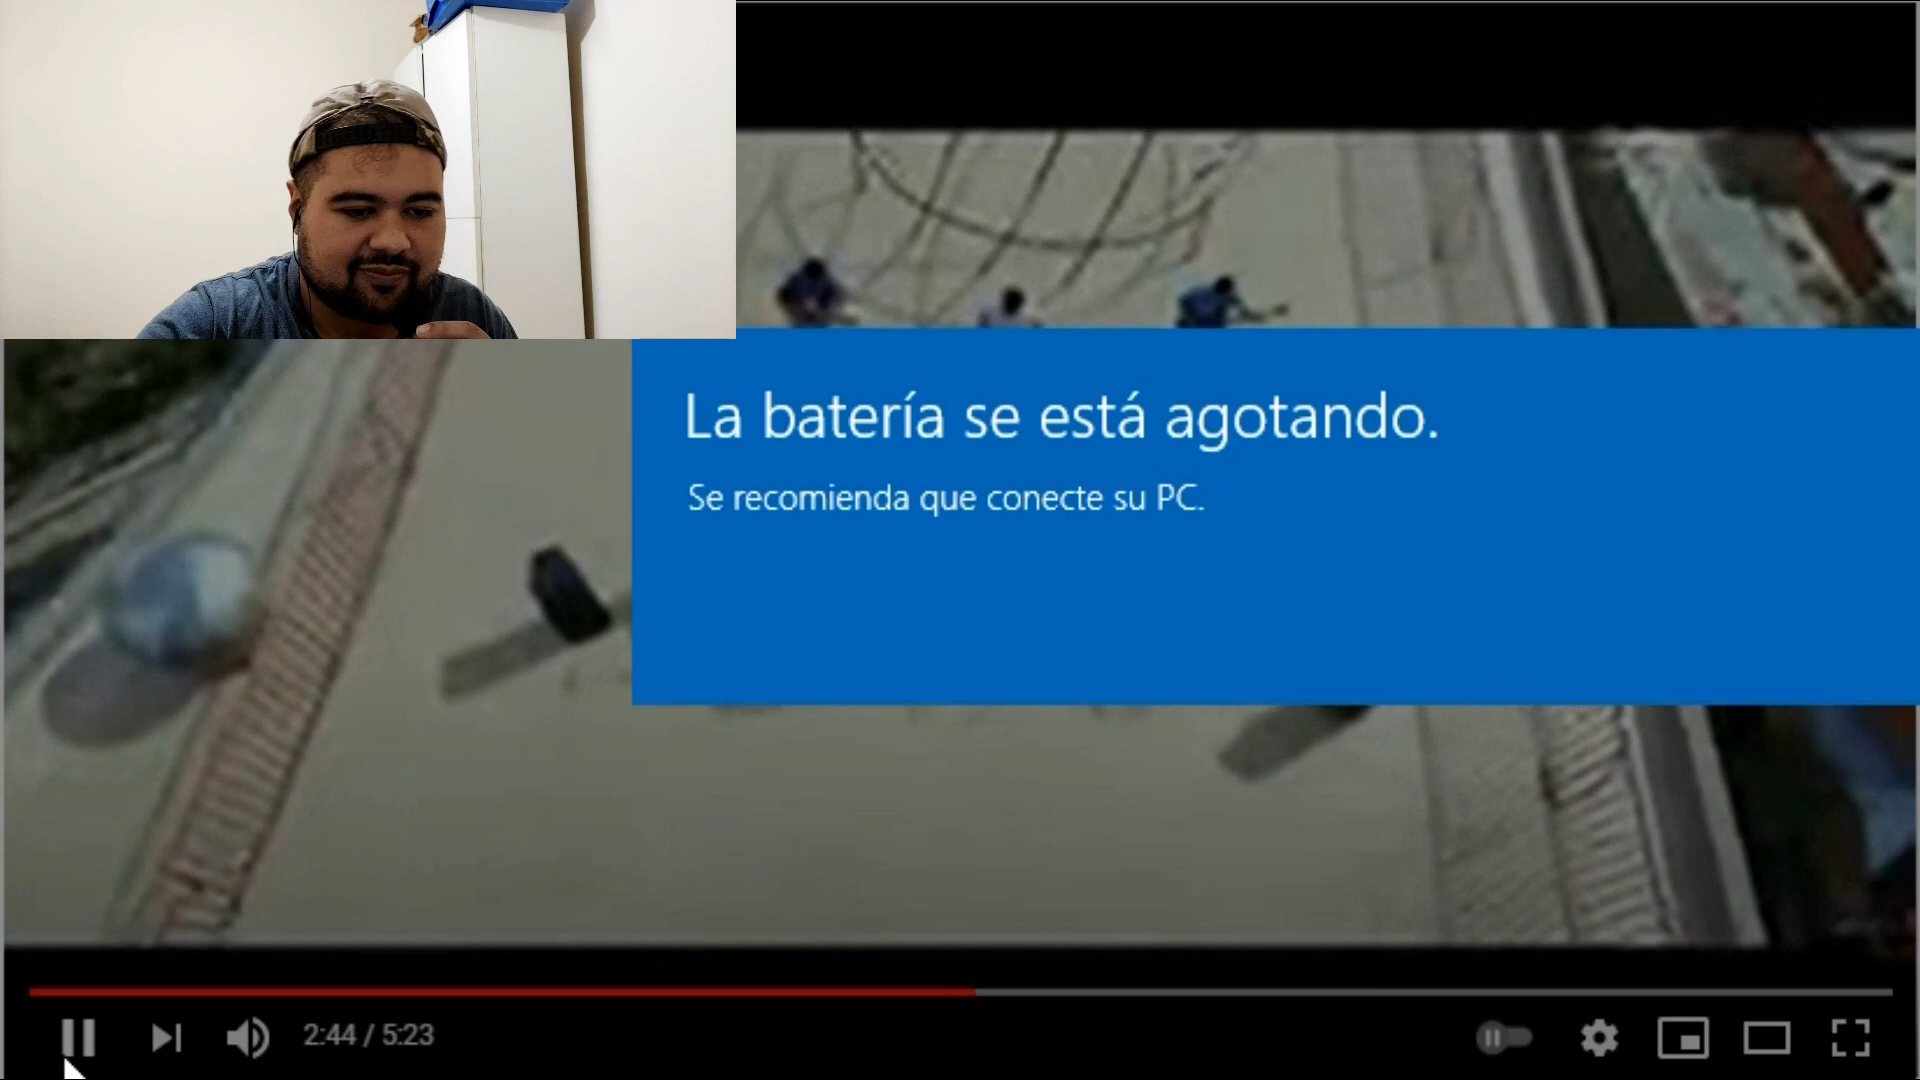 La batería se está agotando.
Se recomienda que conecte su PC.
2:44 / 5:23